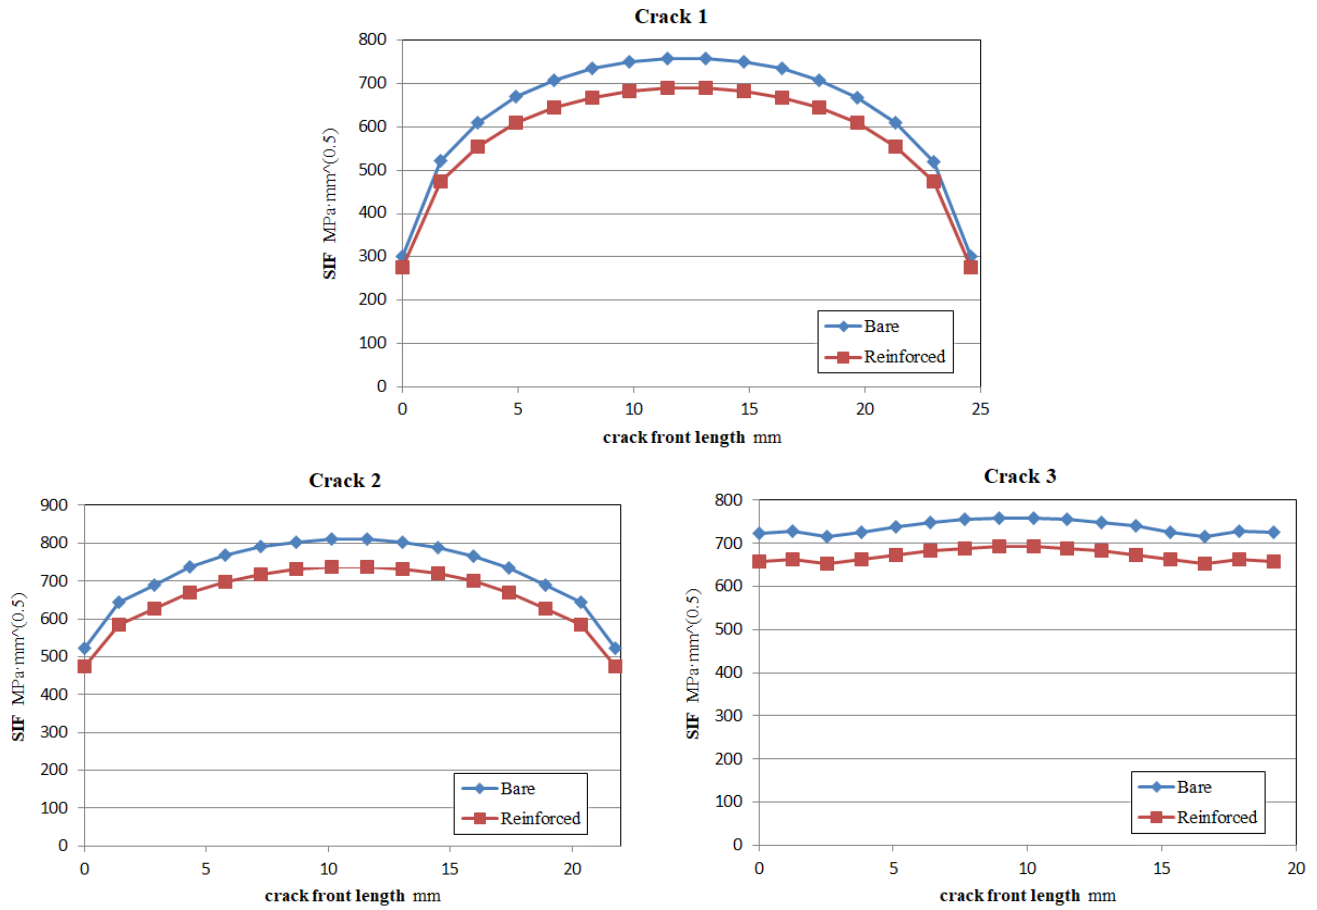 Crack 1
800
700
600
500
400
300
200
100
0
SIF MPa·mm^(0.5)
0 5 10 15 20 25
crack front length mm
Bare
Reinforced
Crack 2
900
800
700
600
500
400
300
200
100
0
SIF MPa·mm^(0.5)
0 5 10 15 20
crack front length mm
Bare
Reinforced
Crack 3
800
700
600
500
400
300
200
100
0
SIF MPa·mm^(0.5)
0 5 10 15 20
crack front length mm
Bare
Reinforced